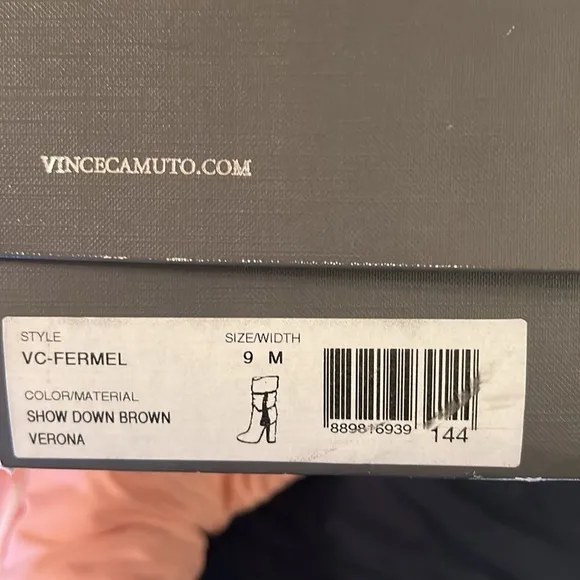 VINCECAMUTO.COM
STYLE
VC-FERMEL
SIZE/WIDTH
9 M
COLOR/MATERIAL
SHOW DOWN BROWN
VERONA
889816939 144